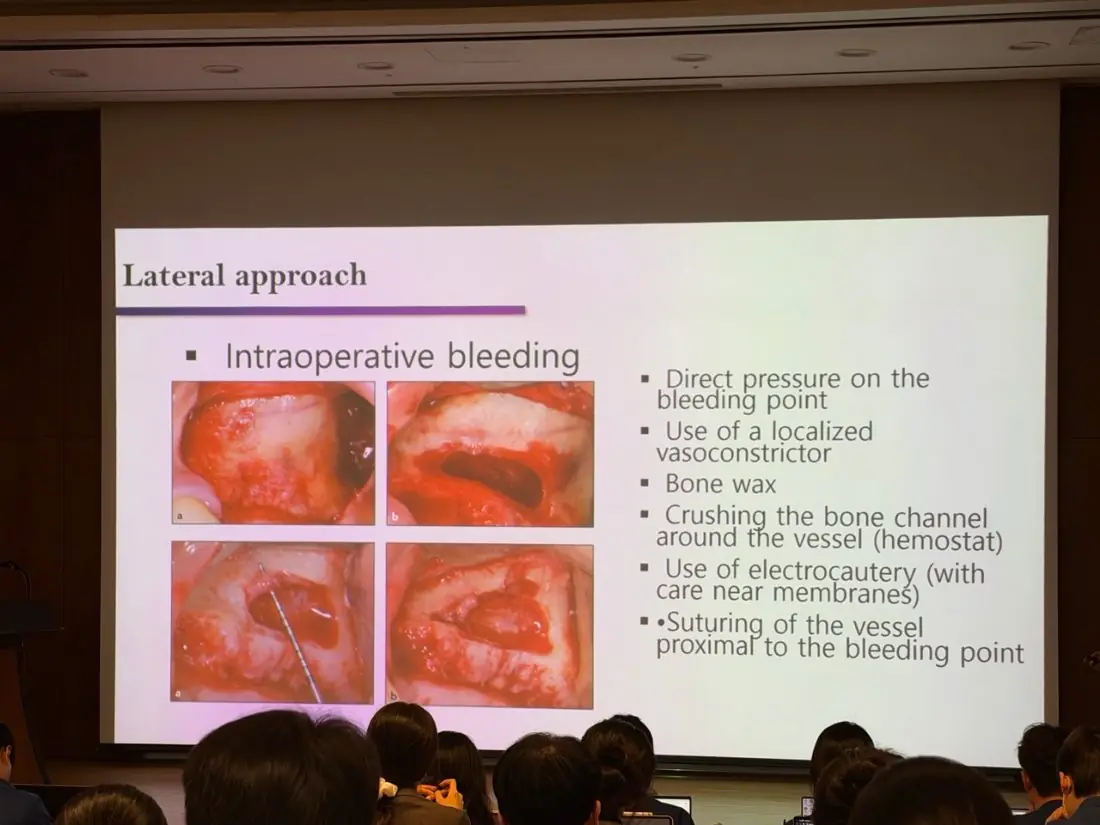 Lateral approach
▪ Intraoperative bleeding
a
b
a
b
▪ Direct pressure on the
bleeding point
▪ Use of a localized
vasoconstrictor
▪ Bone wax
▪ Crushing the bone channel
around the vessel (hemostat)
▪ Use of electrocautery (with
care near membranes)
▪ •Suturing of the vessel
proximal to the bleeding point